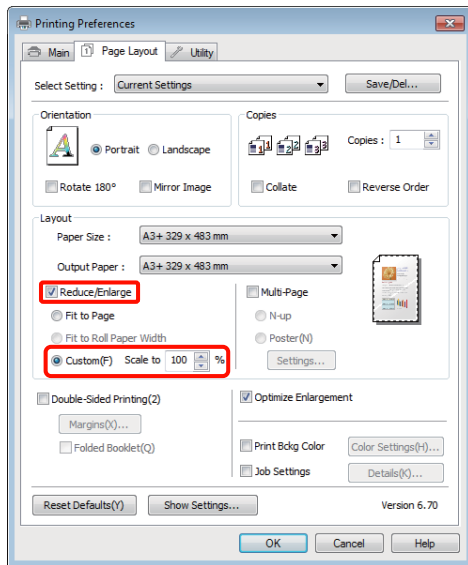 Printing Preferences
Main Page Layout Utility
Select Setting : Current Settings Save/Del...
Orientation Copies
Portrait Landscape Copies : 1
Rotate 180° Mirror Image Collate Reverse Order
Layout
Paper Size : A3+ 329 x 483 mm
Output Paper : A3+ 329 x 483 mm
Reduce/Enlarge Multi-Page
Fit to Page N-up
Fit to Roll Paper Width Poster(N)
Custom(F) Scale to 100 % Settings...
Double-Sided Printing(2) Optimize Enlargement
Margins(X)...
Folded Booklet(Q) Print Bckg Color Color Settings(H)...
Job Settings Details(K)...
Reset Defaults(Y) Show Settings... Version 6.70
OK Cancel Help